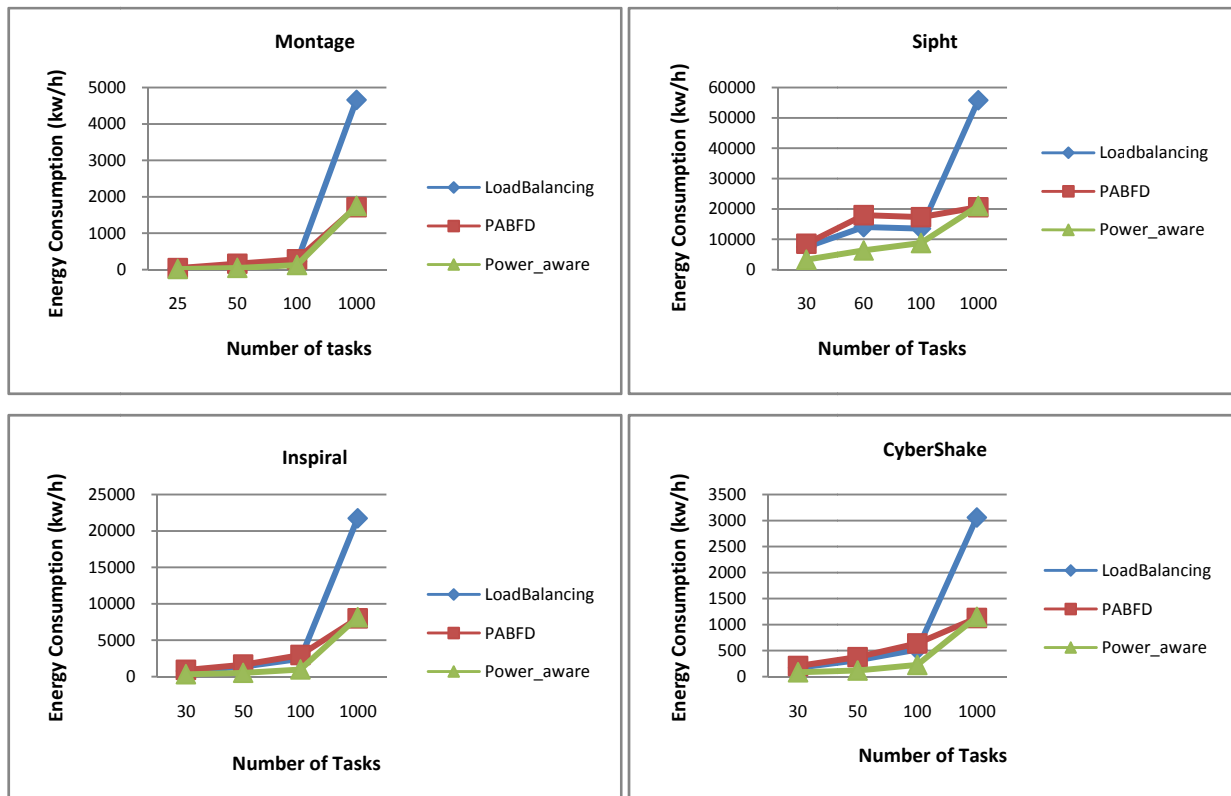 Montage
Energy Consumption (kw/h)
5000
4000
3000
2000
1000
0
25 50 100 1000
Number of tasks
LoadBalancing
PABFD
Power_aware
Sipht
Energy Consumption (kw/h)
60000
50000
40000
30000
20000
10000
0
30 60 100 1000
Number of Tasks
Loadbalancing
PABFD
Power_aware
Inspiral
Energy Consumption (kw/h)
25000
20000
15000
10000
5000
0
30 50 100 1000
Number of Tasks
LoadBalancing
PABFD
Power_aware
CyberShake
Energy Consumption (kw/h)
3500
3000
2500
2000
1500
1000
500
0
30 50 100 1000
Number of Tasks
LoadBalancing
PABFD
Power_aware